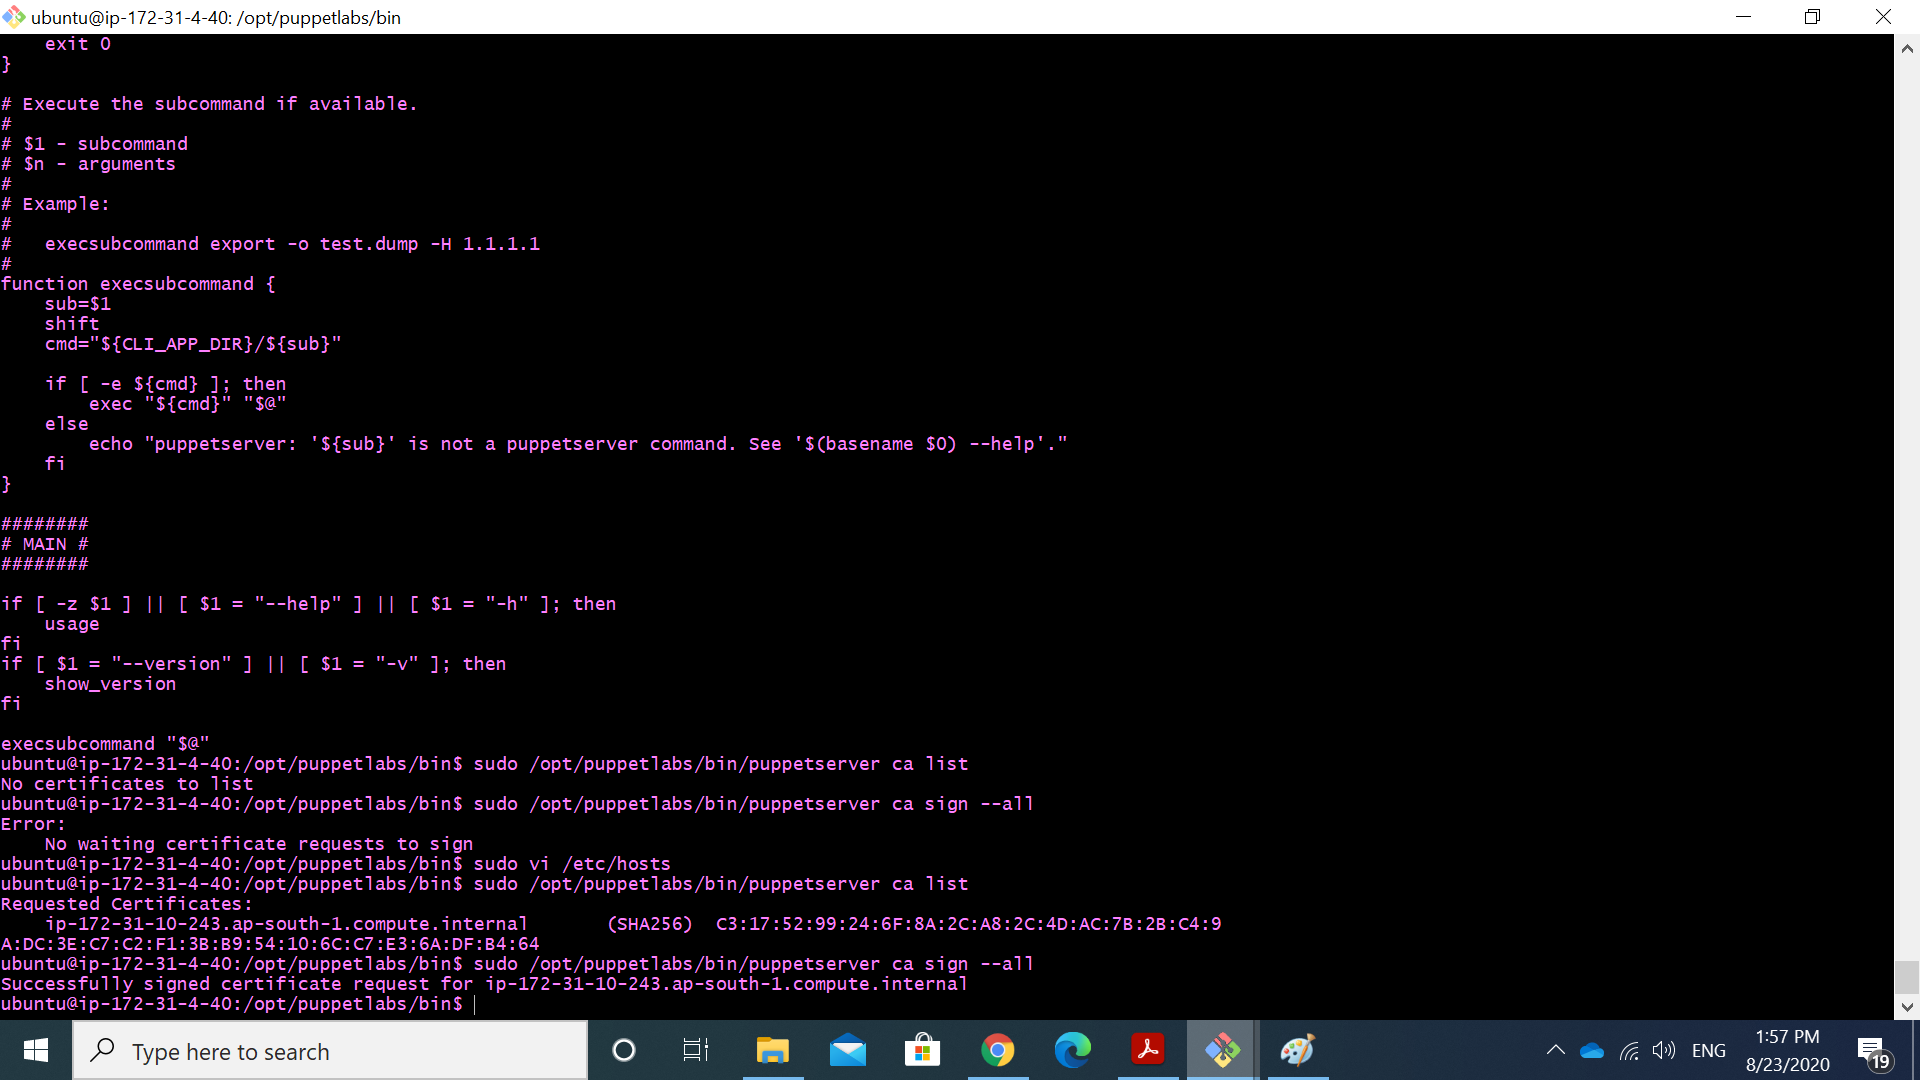 ubuntu@ip-172-31-4-40: /opt/puppetlabs/bin
    exit 0
}

# Execute the subcommand if available.
#
# $1 - subcommand
# $n - arguments
#
# Example:
#
#   execsubcommand export -o test.dump -H 1.1.1.1
#
function execsubcommand {
    sub=$1
    shift
    cmd="${CLI_APP_DIR}/${sub}"

    if [ -e ${cmd} ]; then
        exec "${cmd}" "$@"
    else
        echo "puppetserver: '${sub}' is not a puppetserver command. See '$(basename $0) --help'."
    fi
}

########
# MAIN #
########

if [ -z $1 ] || [ $1 = "--help" ] || [ $1 = "-h" ]; then
    usage
fi
if [ $1 = "--version" ] || [ $1 = "-v" ]; then
    show_version
fi

execsubcommand "$@"
ubuntu@ip-172-31-4-40:/opt/puppetlabs/bin$ sudo /opt/puppetlabs/bin/puppetserver ca list
No certificates to list
ubuntu@ip-172-31-4-40:/opt/puppetlabs/bin$ sudo /opt/puppetlabs/bin/puppetserver ca sign --all
Error:
    No waiting certificate requests to sign
ubuntu@ip-172-31-4-40:/opt/puppetlabs/bin$ sudo vi /etc/hosts
ubuntu@ip-172-31-4-40:/opt/puppetlabs/bin$ sudo /opt/puppetlabs/bin/puppetserver ca list
Requested Certificates:
    ip-172-31-10-243.ap-south-1.compute.internal       (SHA256)  C3:17:52:99:24:6F:8A:2C:A8:2C:4D:AC:7B:2B:C4:9
A:DC:3E:C7:C2:F1:3B:B9:54:10:6C:C7:E3:6A:DF:B4:64
ubuntu@ip-172-31-4-40:/opt/puppetlabs/bin$ sudo /opt/puppetlabs/bin/puppetserver ca sign --all
Successfully signed certificate request for ip-172-31-10-243.ap-south-1.compute.internal
ubuntu@ip-172-31-4-40:/opt/puppetlabs/bin$
Type here to search
ENG
1:57 PM
8/23/2020
19